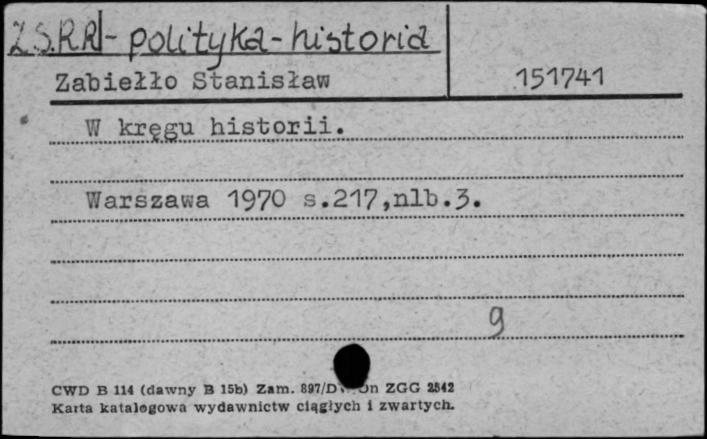 Z.S.R.R - polityka - historia
Zabiełło Stanisław 151741
W kręgu historii.
Warszawa 1970 s.217,nlb.3.
9
CWD B 114 (dawny B 15b) Zam. 897/D ZGG 2842
Karta katalogowa wydawnictw ciągłych i zwartych.